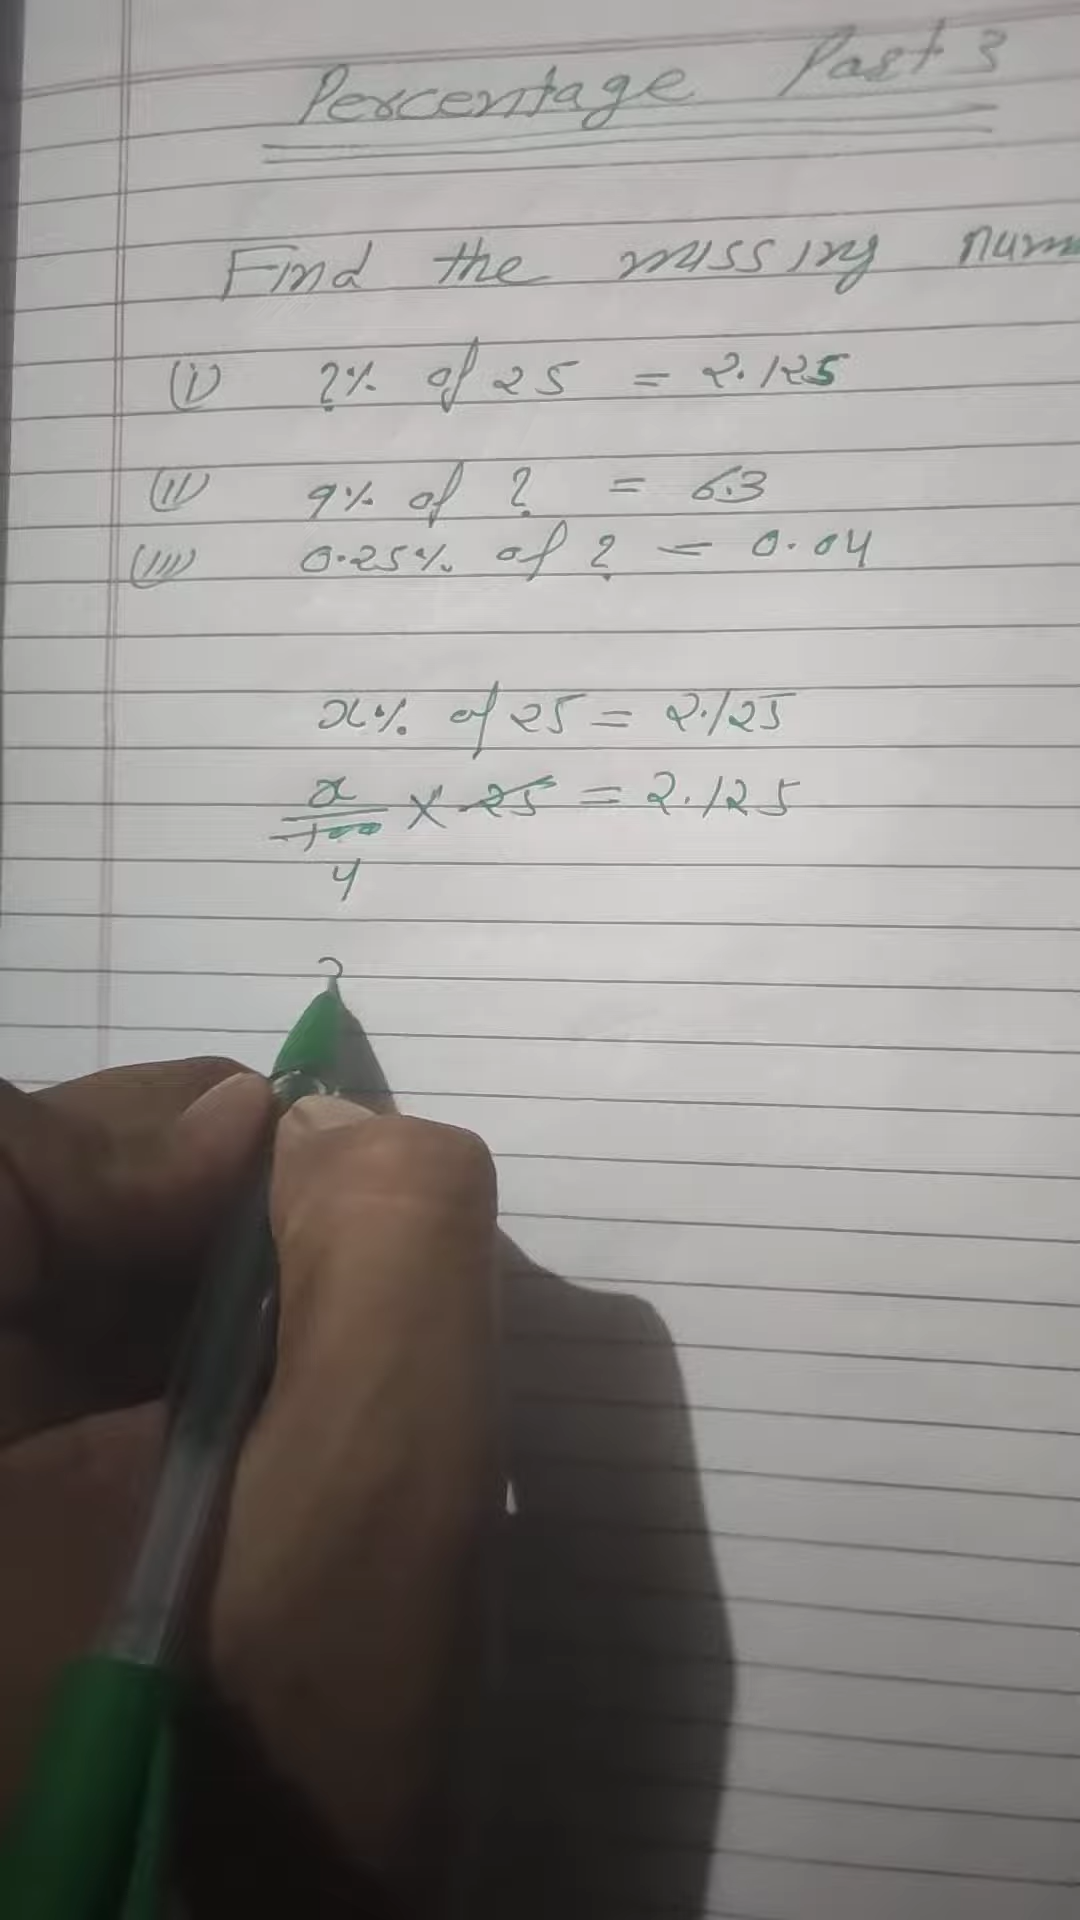 Percentage Part 3
Find the missing num
(i) ?% of 25 = 2.125
(ii) 9% of ? = 6.3
(iii) 0.25% of ? = 0.04
x% of 25 = 2.125
x/100 × 25 = 2.125
4